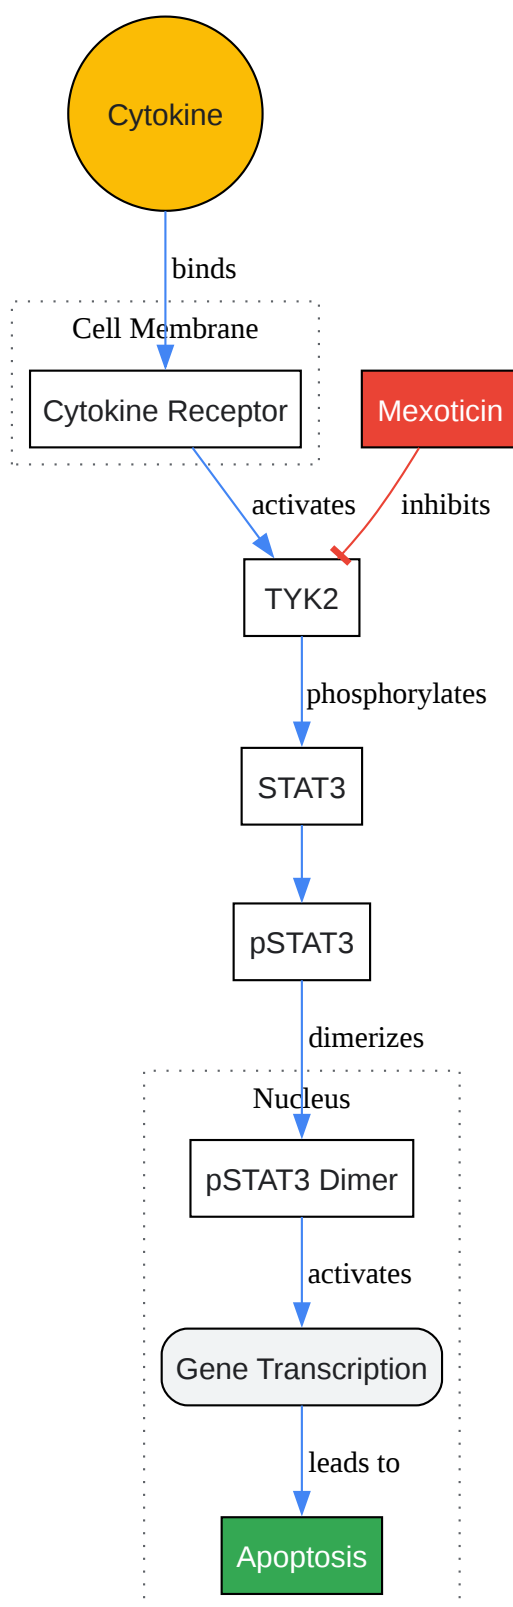 Cytokine
binds
Cell Membrane
Cytokine Receptor
Mexoticin
activates
inhibits
TYK2
phosphorylates
STAT3
pSTAT3
dimerizes
Nucleus
pSTAT3 Dimer
activates
Gene Transcription
leads to
Apoptosis